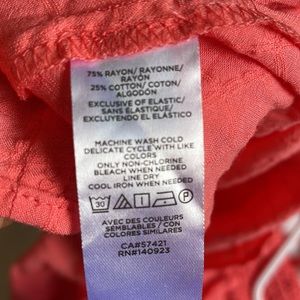 75% RAYON/ RAYONNE/
RAYÓN
25% COTTON/ COTON/
ALGODÓN
EXCLUSIVE OF ELASTIC/
SANS ÉLASTIQUE/
EXCLUYENDO EL ELÁSTICO
MACHINE WASH COLD
DELICATE CYCLE WITH LIKE
COLORS
ONLY NON-CHLORINE
BLEACH WHEN NEEDED
LINE DRY
COOL IRON WHEN NEEDED
30 P
AVEC DES COULEURS
SEMBLABLES / CON
COLORES SIMILARES
CA#57421
RN#140923